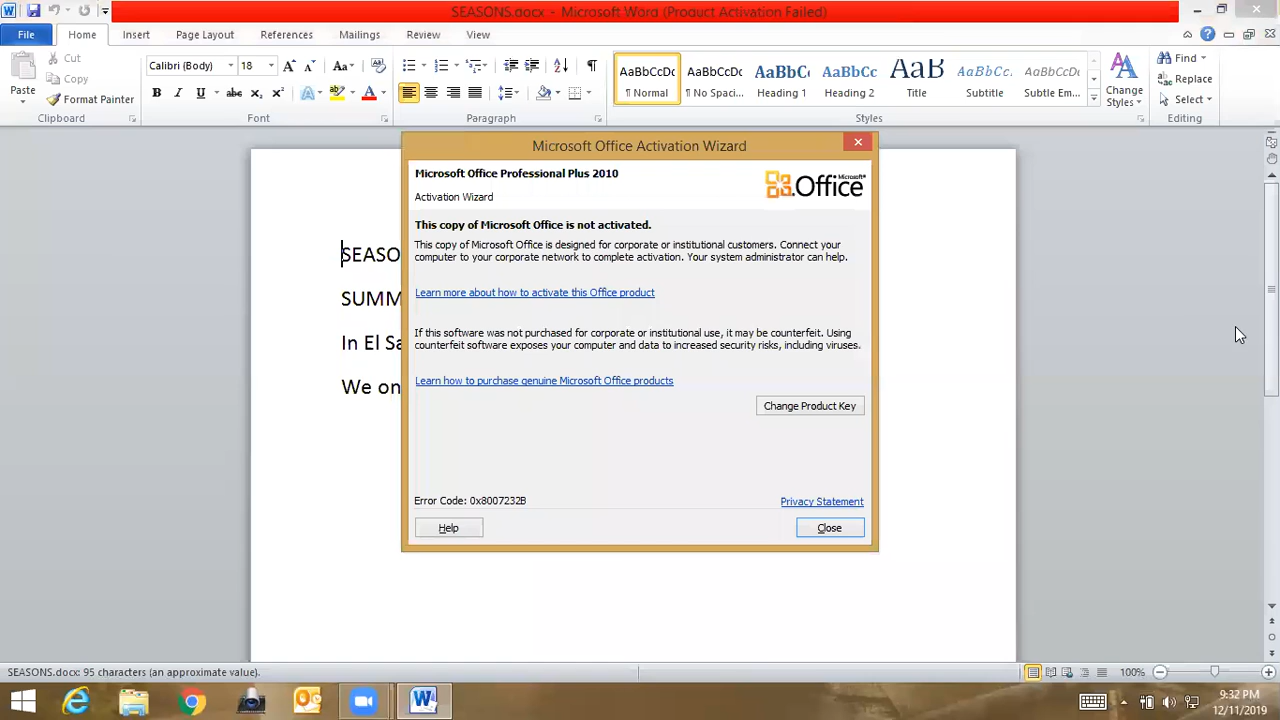 SEASONS.docx - Microsoft Word (Product Activation Failed)
File Home Insert Page Layout References Mailings Review View
Paste
Cut
Copy
Format Painter
Clipboard
Calibri (Body) 18
Font
Paragraph
AaBbCcDc AaBbCcDc AaBbCc AaBbCc AaB AaBbCc. AaBbCcDc
¶ Normal ¶ No Spaci... Heading 1 Heading 2 Title Subtitle Subtle Em...
Change
Styles
Styles
Find
Replace
Select
Editing
SEASO
SUMM
In El Sa
We on
Microsoft Office Activation Wizard
Microsoft Office Professional Plus 2010
Activation Wizard
Microsoft®
Office
This copy of Microsoft Office is not activated.
This copy of Microsoft Office is designed for corporate or institutional customers. Connect your
computer to your corporate network to complete activation. Your system administrator can help.
Learn more about how to activate this Office product
If this software was not purchased for corporate or institutional use, it may be counterfeit. Using
counterfeit software exposes your computer and data to increased security risks, including viruses.
Learn how to purchase genuine Microsoft Office products
Change Product Key
Error Code: 0x8007232B
Privacy Statement
Help
Close
SEASONS.docx: 95 characters (an approximate value).
100%
9:32 PM
12/11/2019